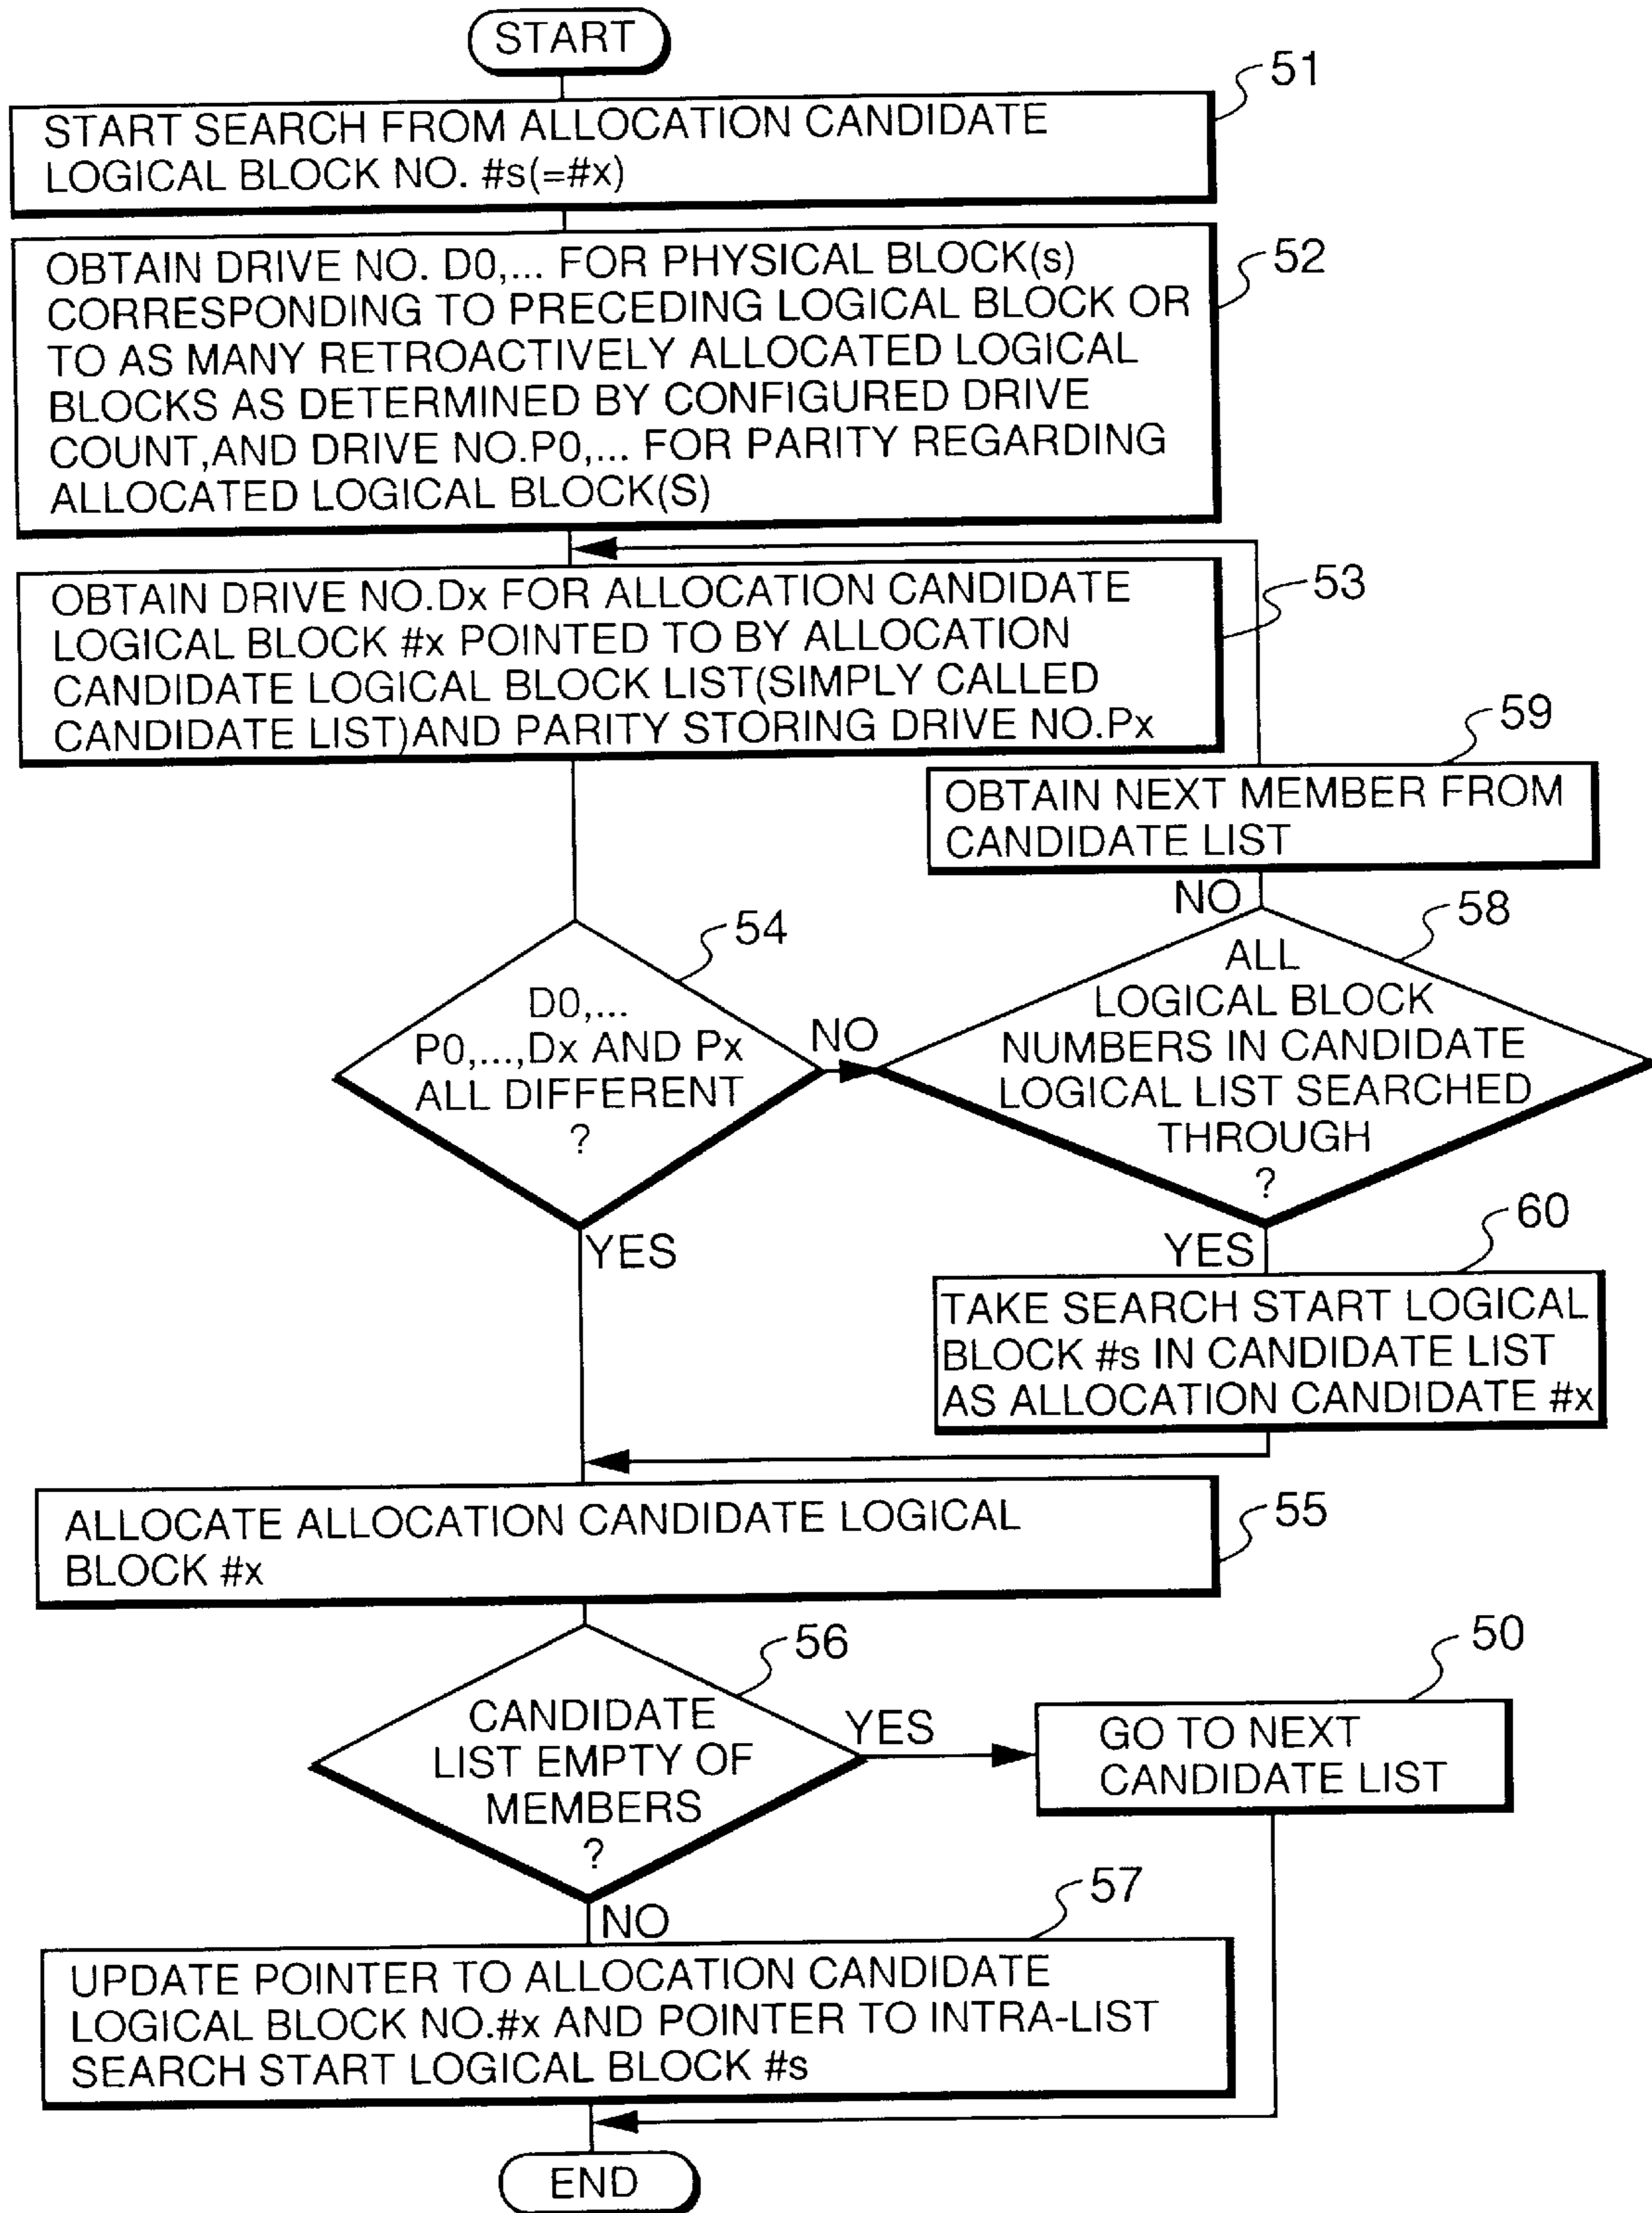 START
51
START SEARCH FROM ALLOCATION CANDIDATE
LOGICAL BLOCK NO. #s(=#x)
52
OBTAIN DRIVE NO. D0,... FOR PHYSICAL BLOCK(s)
CORRESPONDING TO PRECEDING LOGICAL BLOCK OR
TO AS MANY RETROACTIVELY ALLOCATED LOGICAL
BLOCKS AS DETERMINED BY CONFIGURED DRIVE
COUNT,AND DRIVE NO.P0,... FOR PARITY REGARDING
ALLOCATED LOGICAL BLOCK(S)
53
OBTAIN DRIVE NO.Dx FOR ALLOCATION CANDIDATE
LOGICAL BLOCK #x POINTED TO BY ALLOCATION
CANDIDATE LOGICAL BLOCK LIST(SIMPLY CALLED
CANDIDATE LIST)AND PARITY STORING DRIVE NO.Px
59
OBTAIN NEXT MEMBER FROM
CANDIDATE LIST
NO
58
54
D0,...
P0,...,Dx AND Px
ALL DIFFERENT
?
NO
ALL
LOGICAL BLOCK
NUMBERS IN CANDIDATE
LOGICAL LIST SEARCHED
THROUGH
?
YES
YES
60
TAKE SEARCH START LOGICAL
BLOCK #s IN CANDIDATE LIST
AS ALLOCATION CANDIDATE #x
55
ALLOCATE ALLOCATION CANDIDATE LOGICAL
BLOCK #x
56
CANDIDATE
LIST EMPTY OF
MEMBERS
?
YES
50
GO TO NEXT
CANDIDATE LIST
NO
57
UPDATE POINTER TO ALLOCATION CANDIDATE
LOGICAL BLOCK NO.#x AND POINTER TO INTRA-LIST
SEARCH START LOGICAL BLOCK #s
END